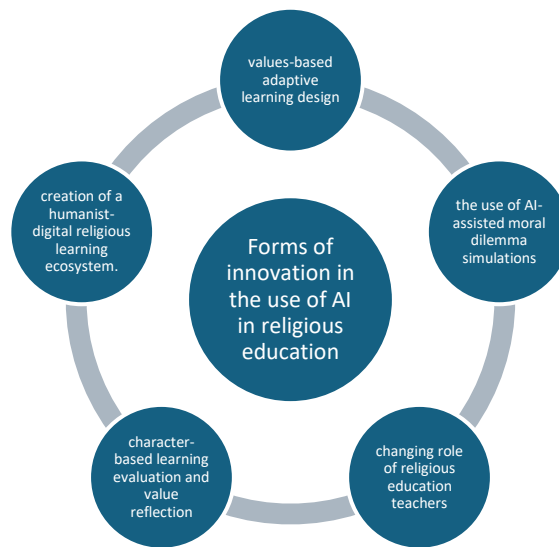 values-based
adaptive
learning design
the use of AI-
assisted moral
dilemma
simulations
changing role
of religious
education
teachers
character-
based learning
evaluation and
value
reflection
creation of a
humanist-
digital religious
learning
ecosystem.
Forms of
innovation in
the use of AI
in religious
education